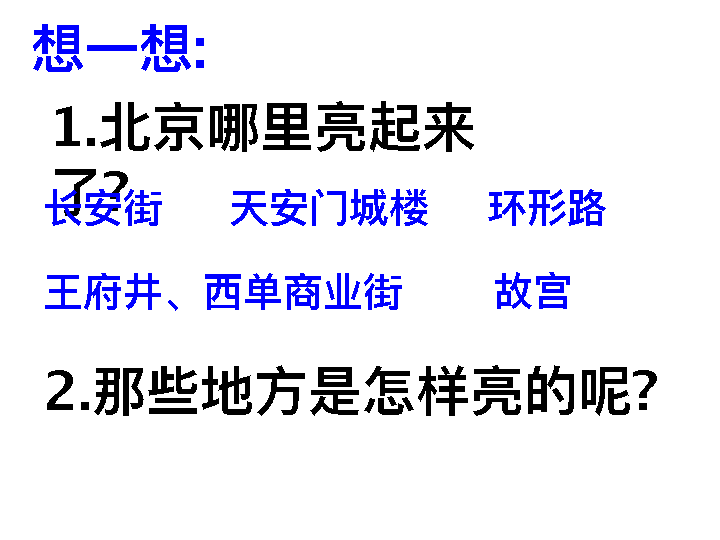 想一想:
1.北京哪里亮起来
了?
长安街 天安门城楼 环形路
王府井、西单商业街 故宫
2.那些地方是怎样亮的呢?